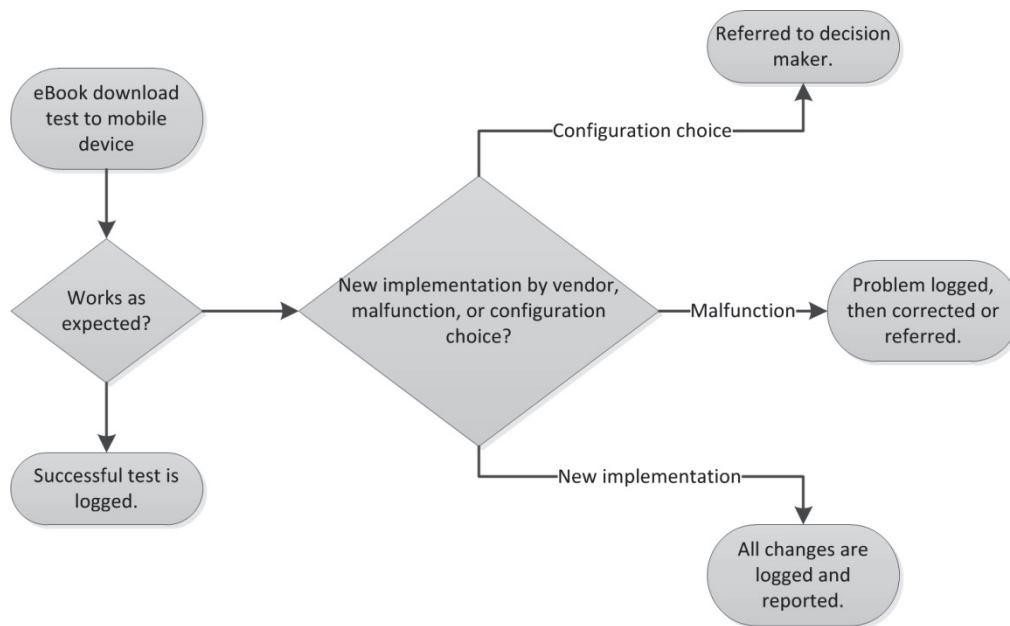 eBook download
test to mobile
device
Works as
expected?
Successful test is
logged.
New implementation by vendor,
malfunction, or configuration
choice?
Configuration choice
Referred to decision
maker.
Malfunction
Problem logged,
then corrected or
referred.
New implementation
All changes are
logged and
reported.